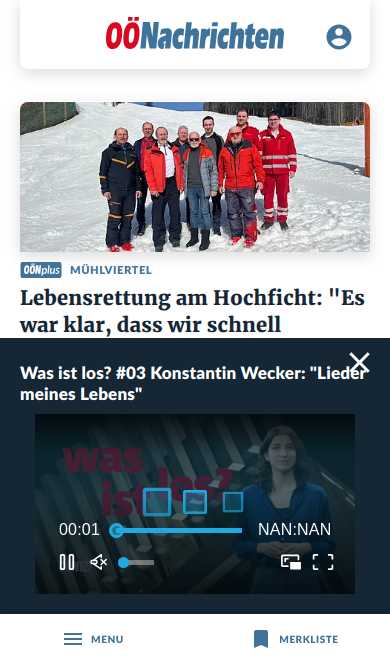 OÖNachrichten
OÖNplus MÜHLVIERTEL
Lebensrettung am Hochficht: "Es
war klar, dass wir schnell
Was ist los? #03 Konstantin Wecker: "Lieder
meines Lebens"
was
ist los?
00:01 NAN:NAN
MENU MERKLISTE